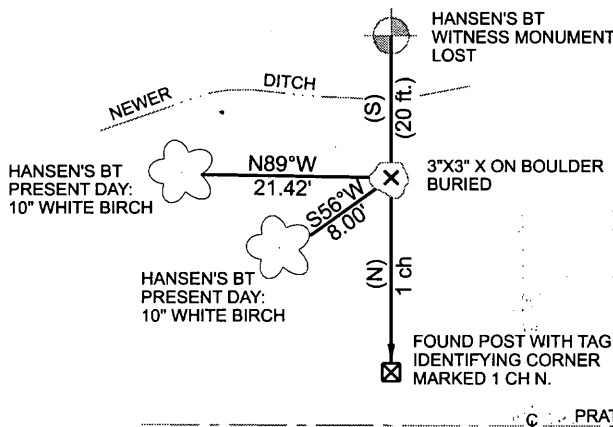 HANSEN'S BT
WITNESS MONUMENT
LOST
DITCH
NEWER
(S)
(20 ft.)
HANSEN'S BT
PRESENT DAY:
10" WHITE BIRCH
N89°W
21.42'
3"X3" X ON BOULDER
BURIED
S56°W
8.00'
HANSEN'S BT
PRESENT DAY:
10" WHITE BIRCH
(N)
1 ch
FOUND POST WITH TAG
IDENTIFYING CORNER
MARKED 1 CH N.
℄
PRAT